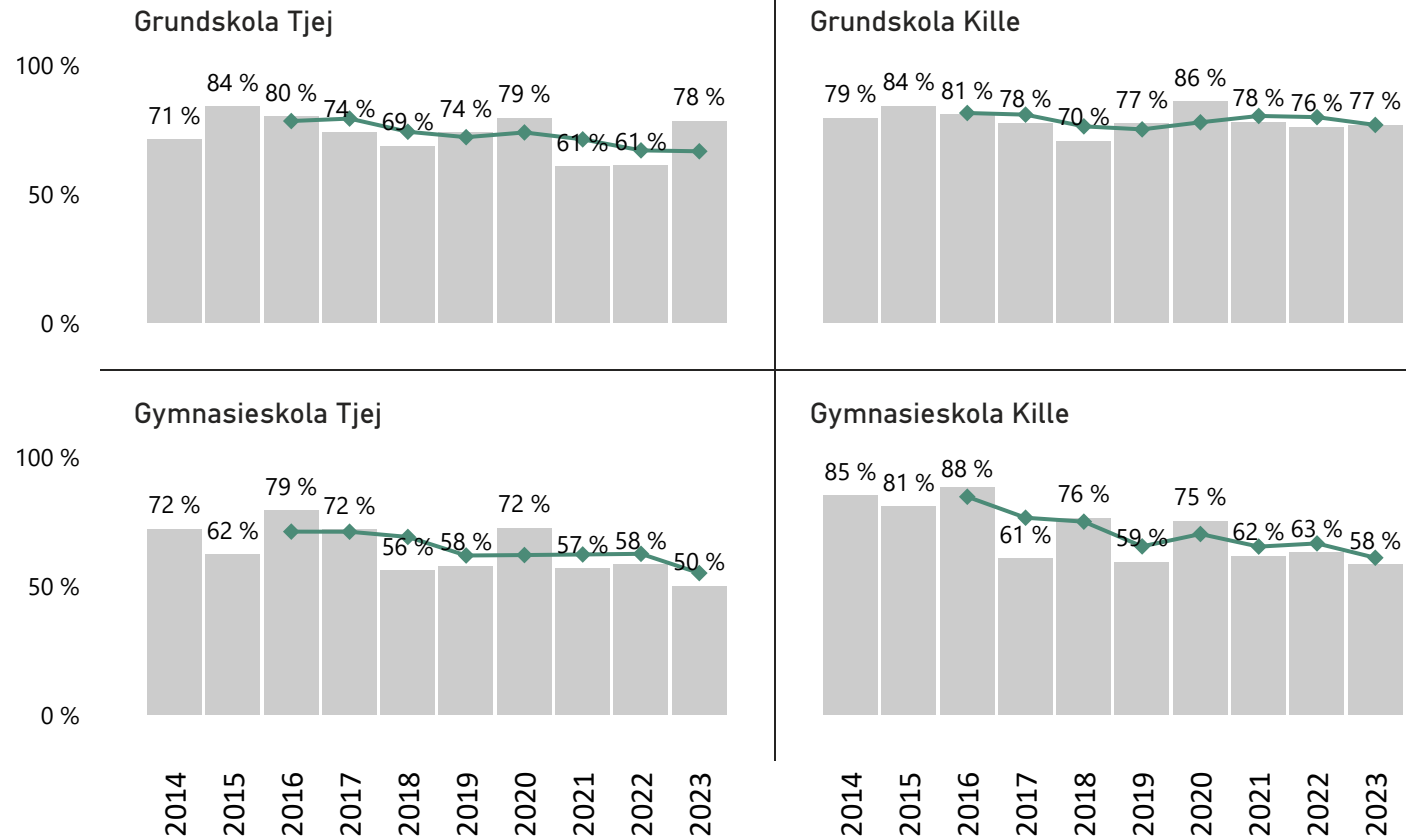 Grundskola Tjej
100 %
50 %
0 %
71 % 84 % 80 % 74 % 69 % 74 % 79 % 61 % 61 % 78 %
Grundskola Kille
79 % 84 % 81 % 78 % 70 % 77 % 86 % 78 % 76 % 77 %
Gymnasieskola Tjej
100 %
50 %
0 %
72 % 62 % 79 % 72 % 56 % 58 % 72 % 57 % 58 % 50 %
Gymnasieskola Kille
85 % 81 % 88 % 61 % 76 % 59 % 75 % 62 % 63 % 58 %
2014 2015 2016 2017 2018 2019 2020 2021 2022 2023
2014 2015 2016 2017 2018 2019 2020 2021 2022 2023